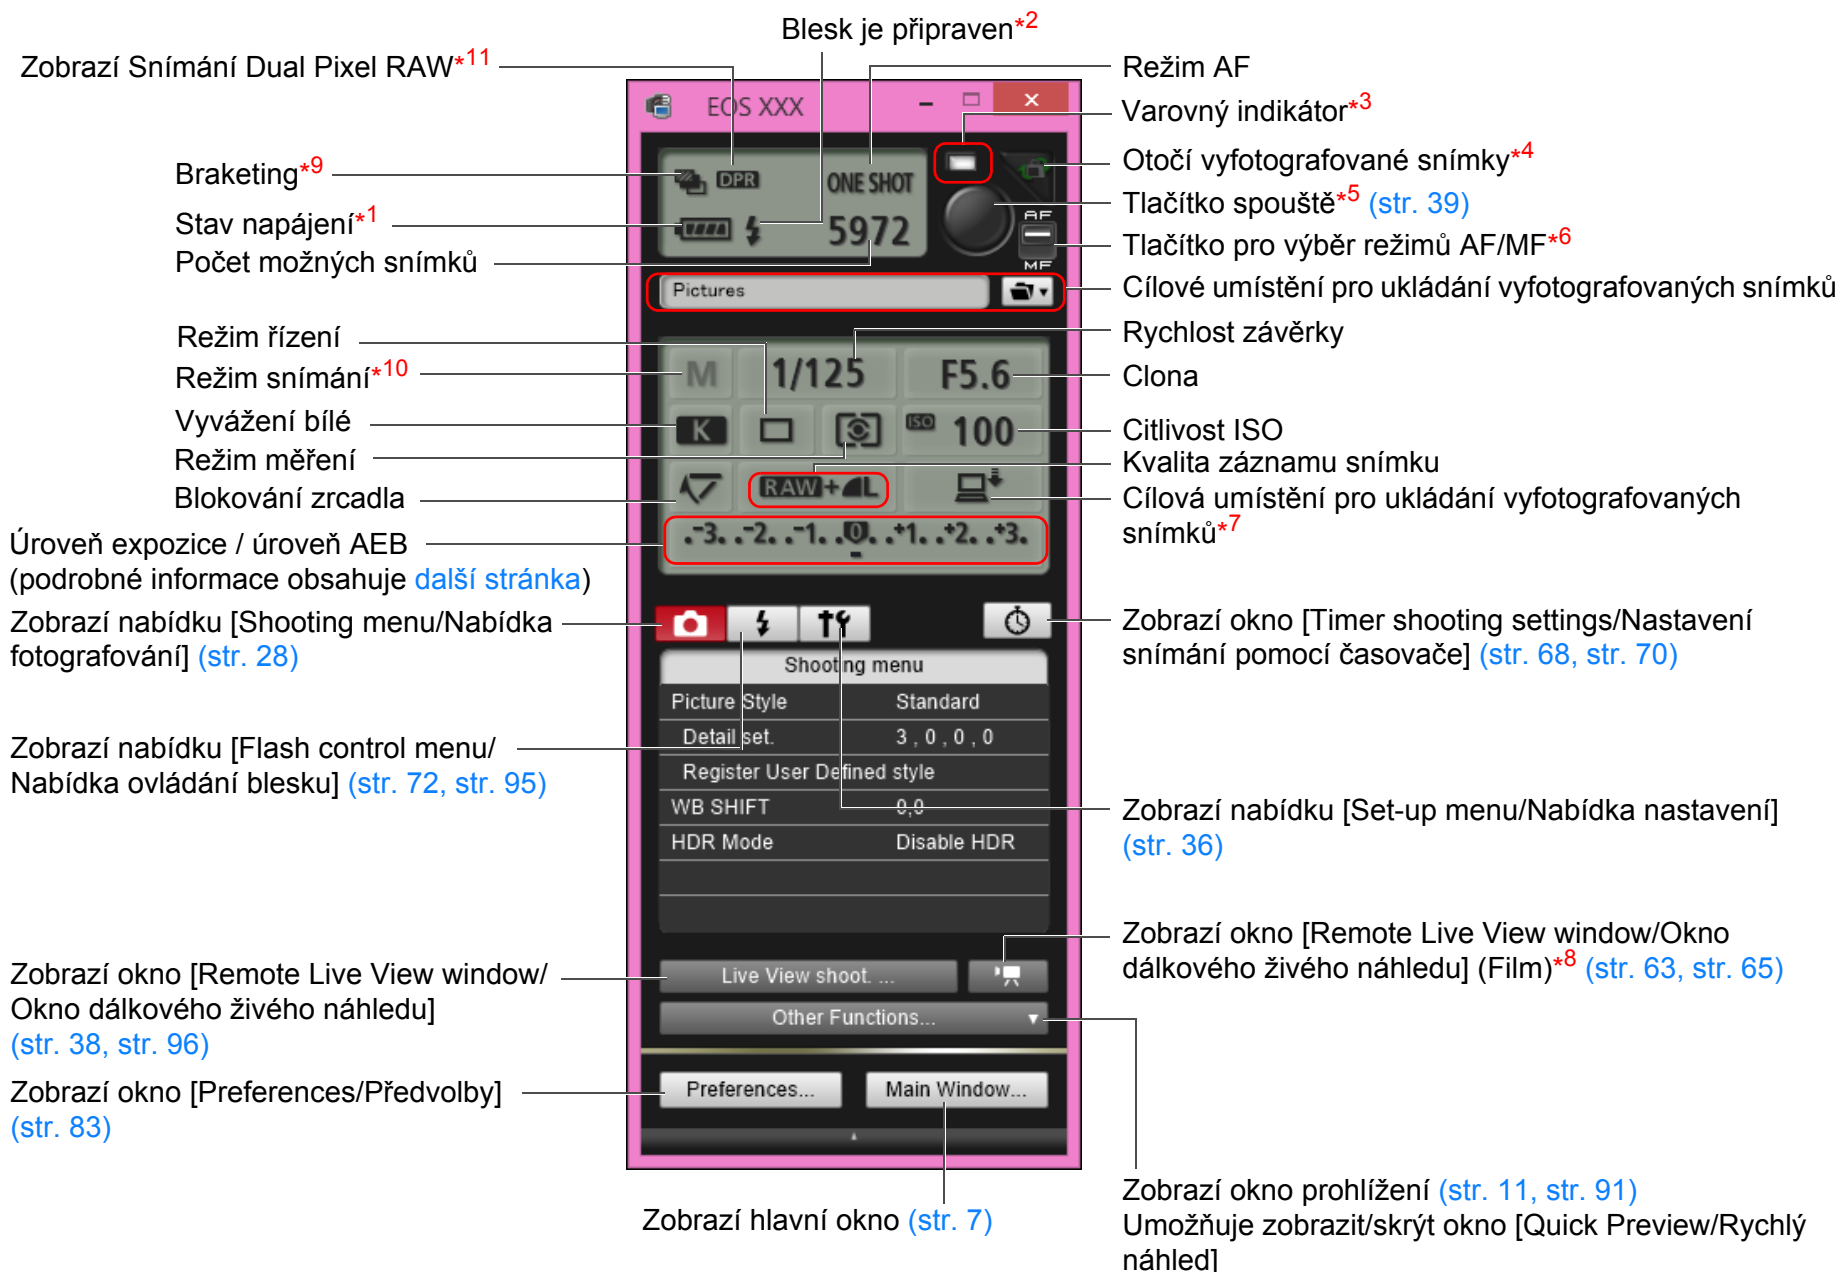 Blesk je připraven*2
Zobrazí Snímání Dual Pixel RAW*11
Braketing*9
Stav napájení*1
Počet možných snímků
Režim řízení
Režim snímání*10
Vyvážení bílé
Režim měření
Blokování zrcadla
Úroveň expozice / úroveň AEB
(podrobné informace obsahuje další stránka)
Zobrazí nabídku [Shooting menu/Nabídka
fotografování] (str. 28)
Zobrazí nabídku [Flash control menu/
Nabídka ovládání blesku] (str. 72, str. 95)
Zobrazí okno [Remote Live View window/
Okno dálkového živého náhledu]
(str. 38, str. 96)
Zobrazí okno [Preferences/Předvolby]
(str. 83)
EOS XXX
DPR ONE SHOT
5972
AF
MF
Pictures
M 1/125 F5.6
K ISO 100
RAW+L
-3. .-2. .-1. .0. .+1. .+2. .+3.
Shooting menu
Picture Style Standard
Detail set. 3 , 0 , 0 , 0
Register User Defined style
WB SHIFT 0,0
HDR Mode Disable HDR
Live View shoot. ...
Other Functions...
Preferences... Main Window...
Zobrazí hlavní okno (str. 7)
Režim AF
Varovný indikátor*3
Otočí vyfotografované snímky*4
Tlačítko spouště*5 (str. 39)
Tlačítko pro výběr režimů AF/MF*6
Cílové umístění pro ukládání vyfotografovaných snímků
Rychlost závěrky
Clona
Citlivost ISO
Kvalita záznamu snímku
Cílová umístění pro ukládání vyfotografovaných
snímků*7
Zobrazí okno [Timer shooting settings/Nastavení
snímání pomocí časovače] (str. 68, str. 70)
Zobrazí nabídku [Set-up menu/Nabídka nastavení]
(str. 36)
Zobrazí okno [Remote Live View window/Okno
dálkového živého náhledu] (Film)*8 (str. 63, str. 65)
Zobrazí okno prohlížení (str. 11, str. 91)
Umožňuje zobrazit/skrýt okno [Quick Preview/Rychlý
náhled]